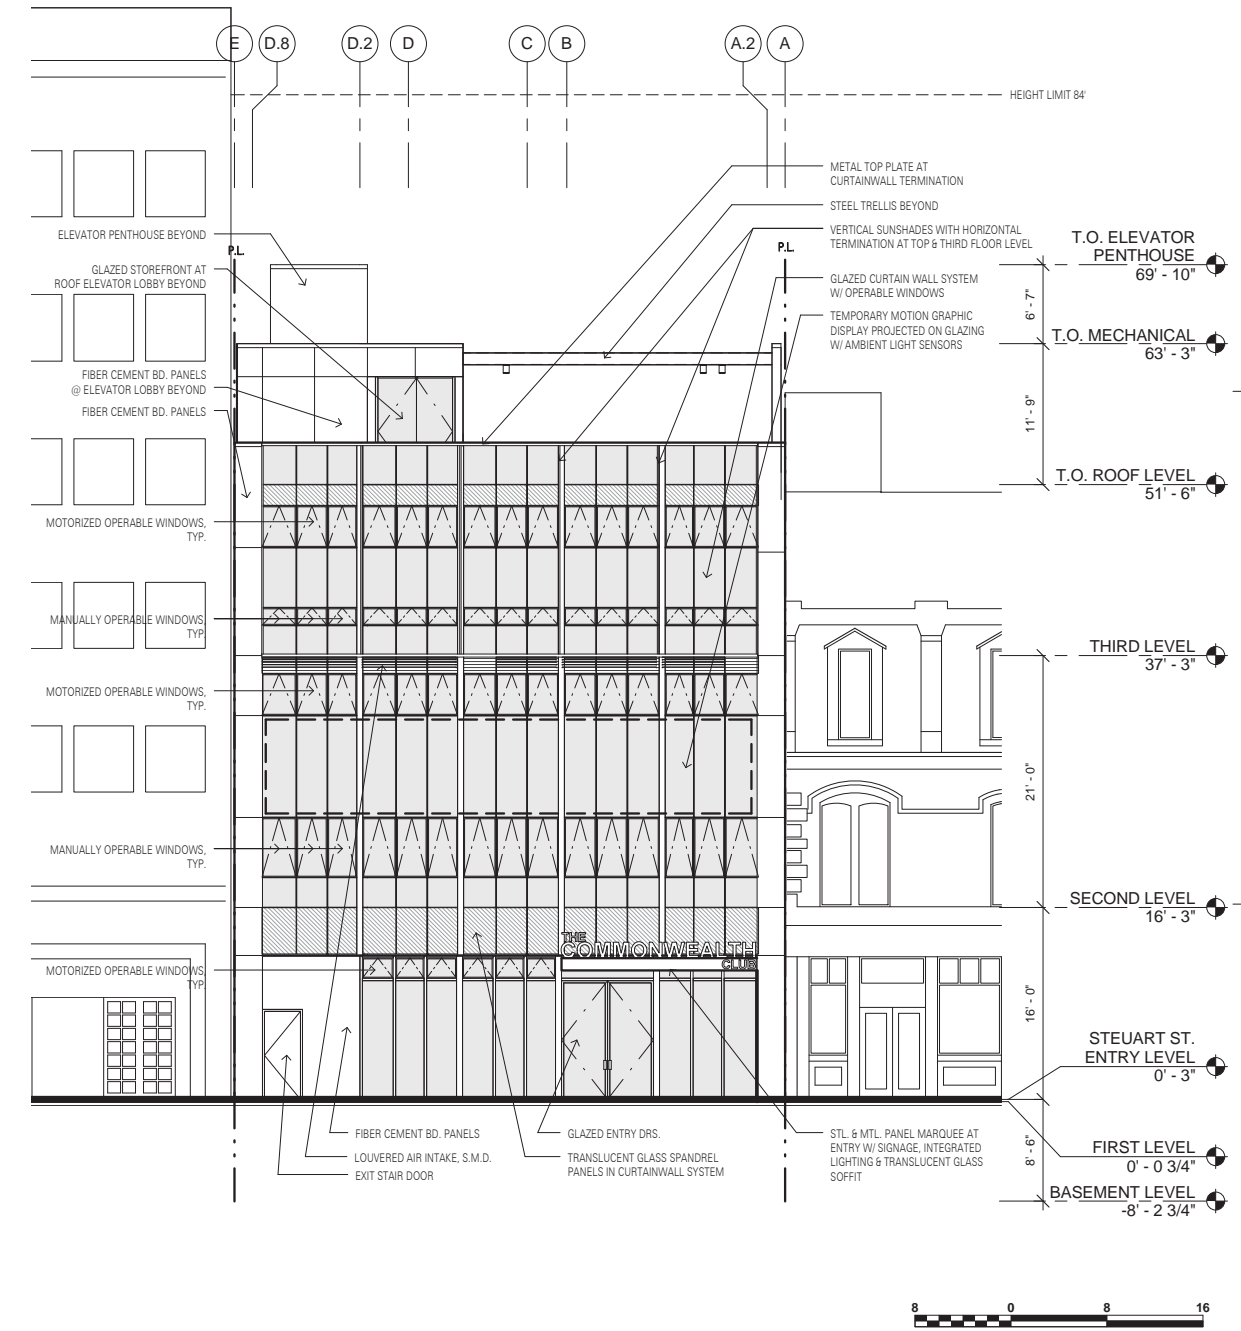 E
D.8
D.2
D
C
B
A.2
A
HEIGHT LIMIT 84'
METAL TOP PLATE AT
CURTAINWALL TERMINATION
STEEL TRELLIS BEYOND
VERTICAL SUNSHADES WITH HORIZONTAL
TERMINATION AT TOP & THIRD FLOOR LEVEL
GLAZED CURTAIN WALL SYSTEM
W/ OPERABLE WINDOWS
TEMPORARY MOTION GRAPHIC
DISPLAY PROJECTED ON GLAZING
W/ AMBIENT LIGHT SENSORS
P.L.
P.L.
ELEVATOR PENTHOUSE BEYOND
GLAZED STOREFRONT AT
ROOF ELEVATOR LOBBY BEYOND
FIBER CEMENT BD. PANELS
@ ELEVATOR LOBBY BEYOND
FIBER CEMENT BD. PANELS
MOTORIZED OPERABLE WINDOWS,
TYP.
MANUALLY OPERABLE WINDOWS,
TYP.
MOTORIZED OPERABLE WINDOWS,
TYP.
MANUALLY OPERABLE WINDOWS,
TYP.
MOTORIZED OPERABLE WINDOWS,
TYP.
THE
COMMONWEALTH
CLUB
T.O. ELEVATOR
PENTHOUSE
69' - 10"
6' - 7"
T.O. MECHANICAL
63' - 3"
11' - 9"
T.O. ROOF LEVEL
51' - 6"
THIRD LEVEL
37' - 3"
21' - 0"
SECOND LEVEL
16' - 3"
16' - 0"
STEUART ST.
ENTRY LEVEL
0' - 3"
8' - 6"
FIRST LEVEL
0' - 0 3/4"
BASEMENT LEVEL
-8' - 2 3/4"
FIBER CEMENT BD. PANELS
LOUVERED AIR INTAKE, S.M.D.
EXIT STAIR DOOR
GLAZED ENTRY DRS.
TRANSLUCENT GLASS SPANDREL
PANELS IN CURTAINWALL SYSTEM
STL. & MTL. PANEL MARQUEE AT
ENTRY W/ SIGNAGE, INTEGRATED
LIGHTING & TRANSLUCENT GLASS
SOFFIT
8 0 8 16